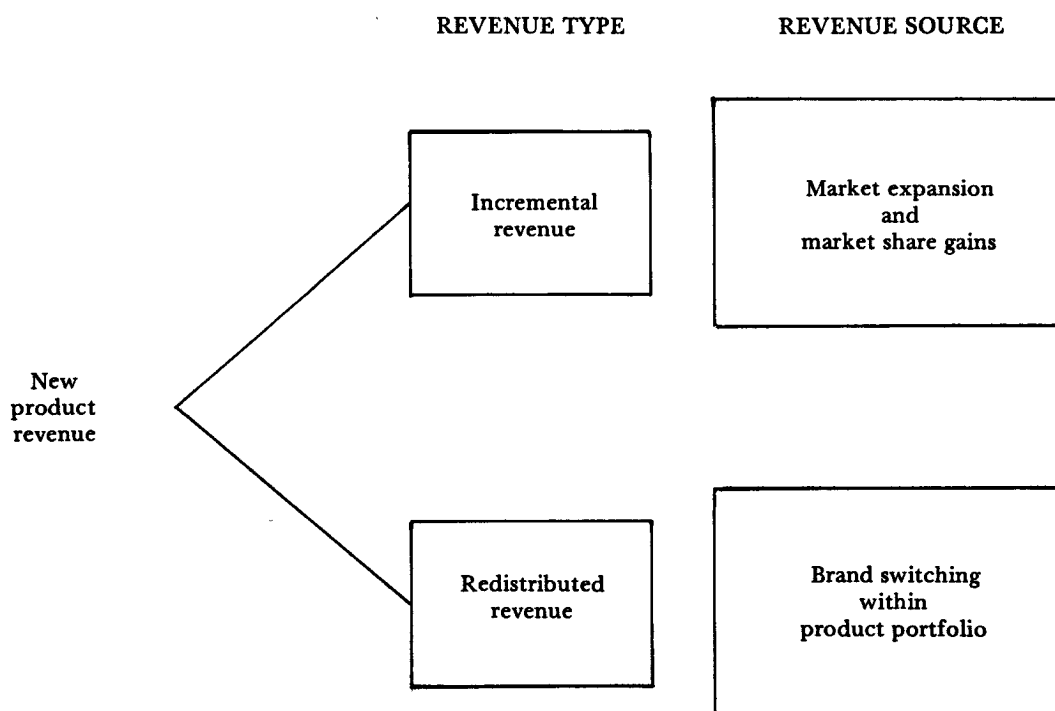 REVENUE TYPE
REVENUE SOURCE
Incremental
revenue
Market expansion
and
market share gains
New
product
revenue
Redistributed
revenue
Brand switching
within
product portfolio